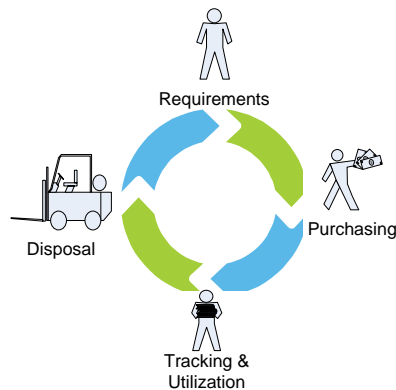 Requirements
Purchasing
Disposal
Tracking &
Utilization